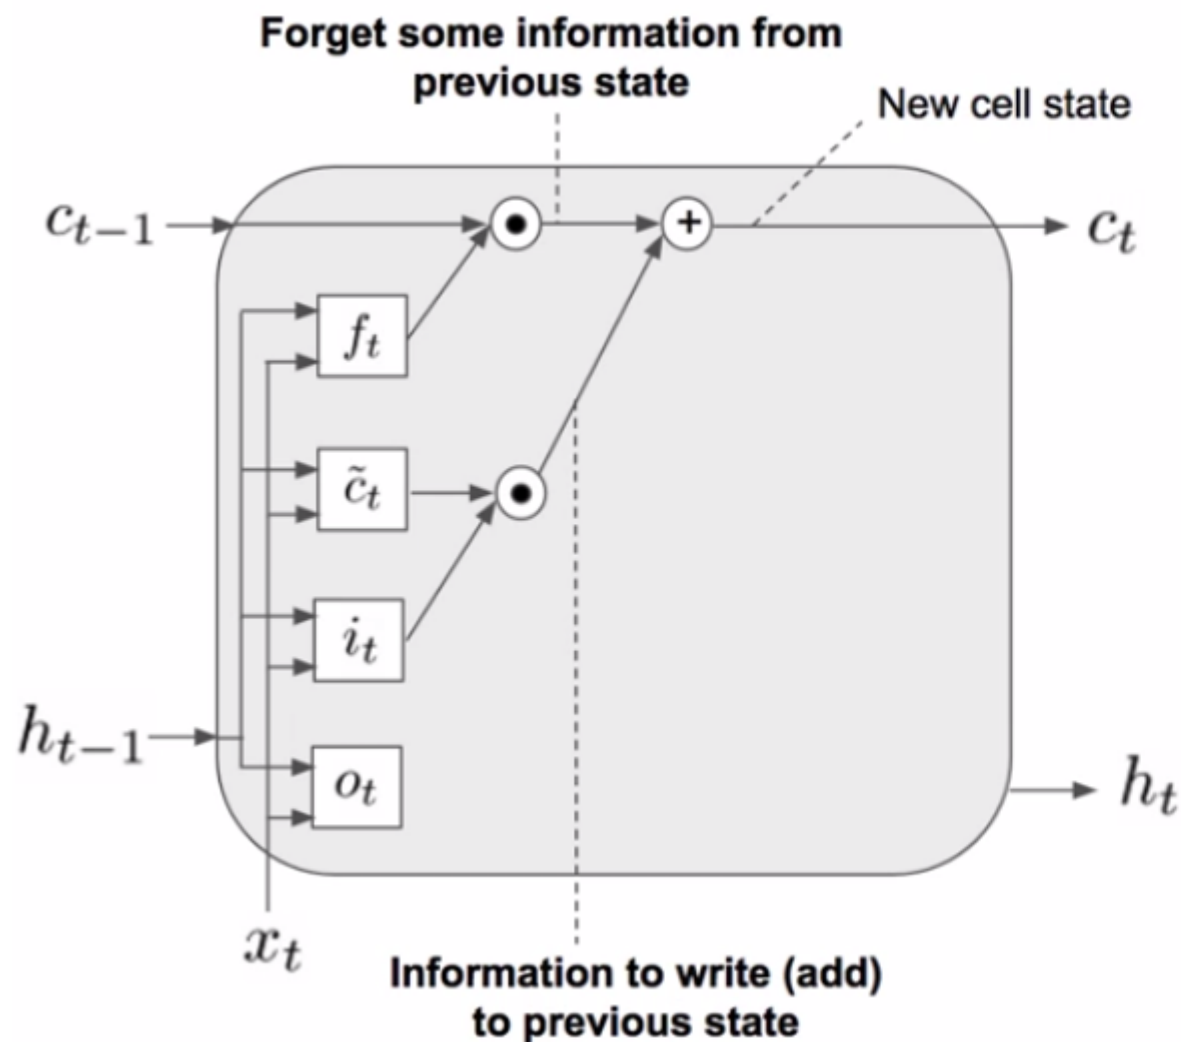 Forget some information from
previous state
New cell state
c_{t-1}
+
c_t
f_t
c̃_t
i_t
h_{t-1}
o_t
h_t
x_t
Information to write (add)
to previous state